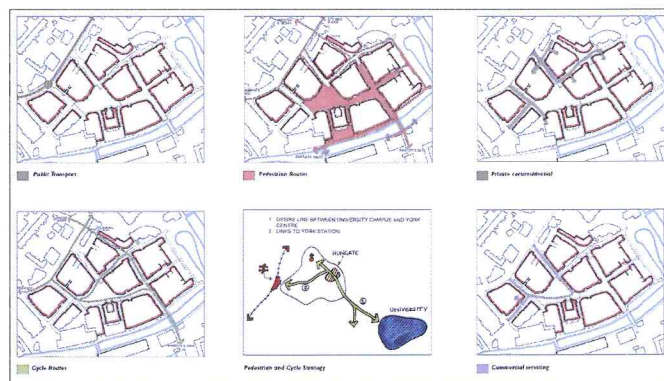 Public Transport
Pedestrian Routes
Private cars/residential
1 DESIRE LINE BETWEEN UNIVERSITY CAMPUS AND YORK
CENTRE
2 LINKS TO YORK STATION
HUNGATE
UNIVERSITY
Cycle Routes
Pedestrian and Cycle Strategy
Commercial servicing